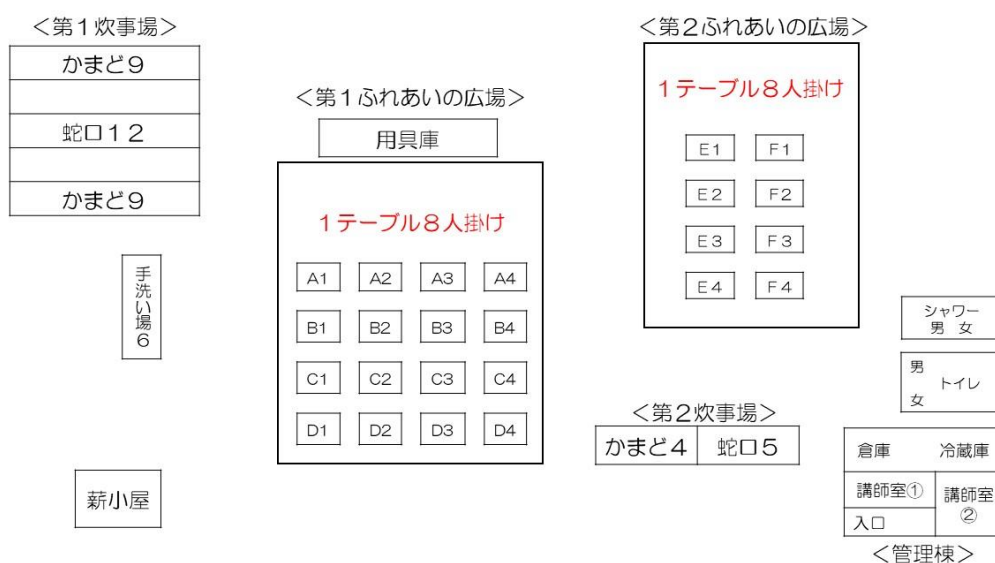 ＜第１炊事場＞
かまど９
蛇口１２
かまど９
手洗い場６
薪小屋
＜第１ふれあいの広場＞
用具庫
１テーブル８人掛け
A1 A2 A3 A4
B1 B2 B3 B4
C1 C2 C3 C4
D1 D2 D3 D4
＜第２ふれあいの広場＞
１テーブル８人掛け
E1 F1
E2 F2
E3 F3
E4 F4
＜第２炊事場＞
かまど４ 蛇口５
シャワー
男 女
男
トイレ
女
倉庫 冷蔵庫
講師室① 講師室
②
入口
＜管理棟＞